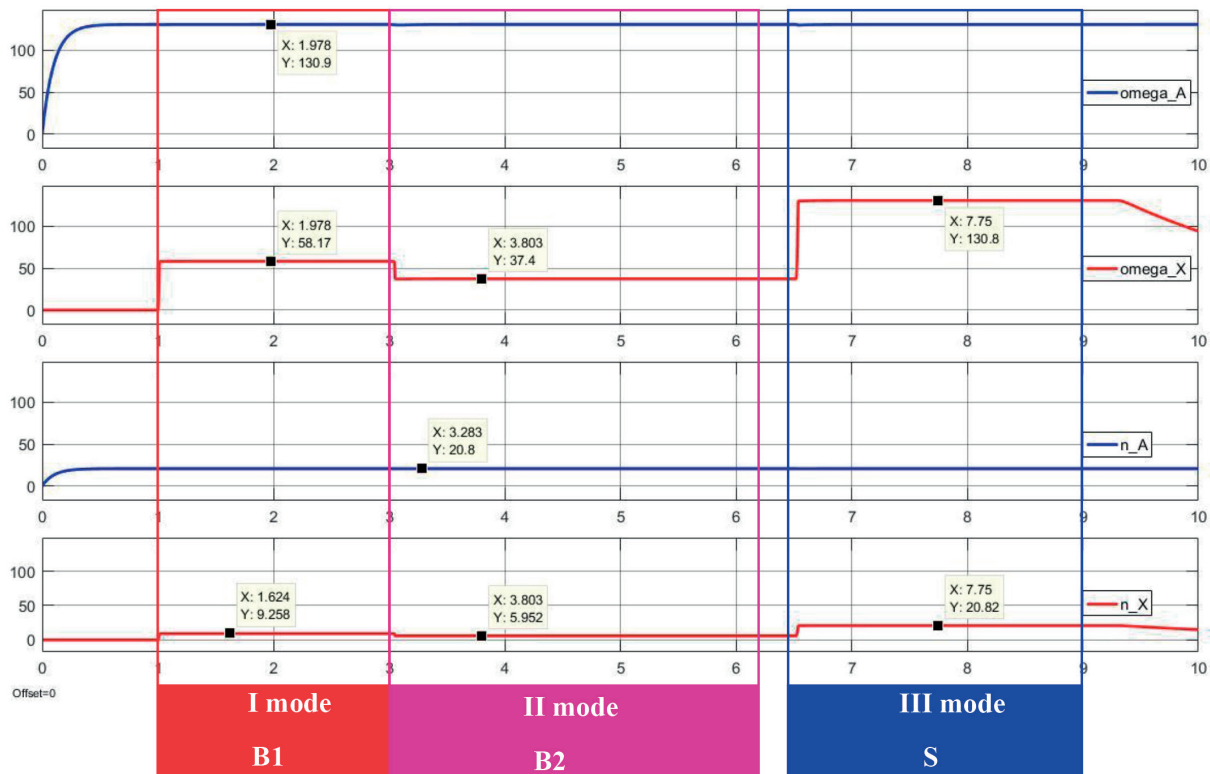 100
50
0
X: 1.978
Y: 130.9
omega_A
0 1 2 3 4 5 6 7 8 9 10
100
50
0
X: 1.978
Y: 58.17
X: 3.803
Y: 37.4
X: 7.75
Y: 130.8
omega_X
0 1 2 3 4 5 6 7 8 9 10
100
50
0
X: 3.283
Y: 20.8
n_A
0 1 2 3 4 5 6 7 8 9 10
100
50
0
X: 1.624
Y: 9.258
X: 3.803
Y: 5.952
X: 7.75
Y: 20.82
n_X
0 1 2 3 4 5 6 7 8 9 10
Offset=0
I mode
B1
II mode
B2
III mode
S